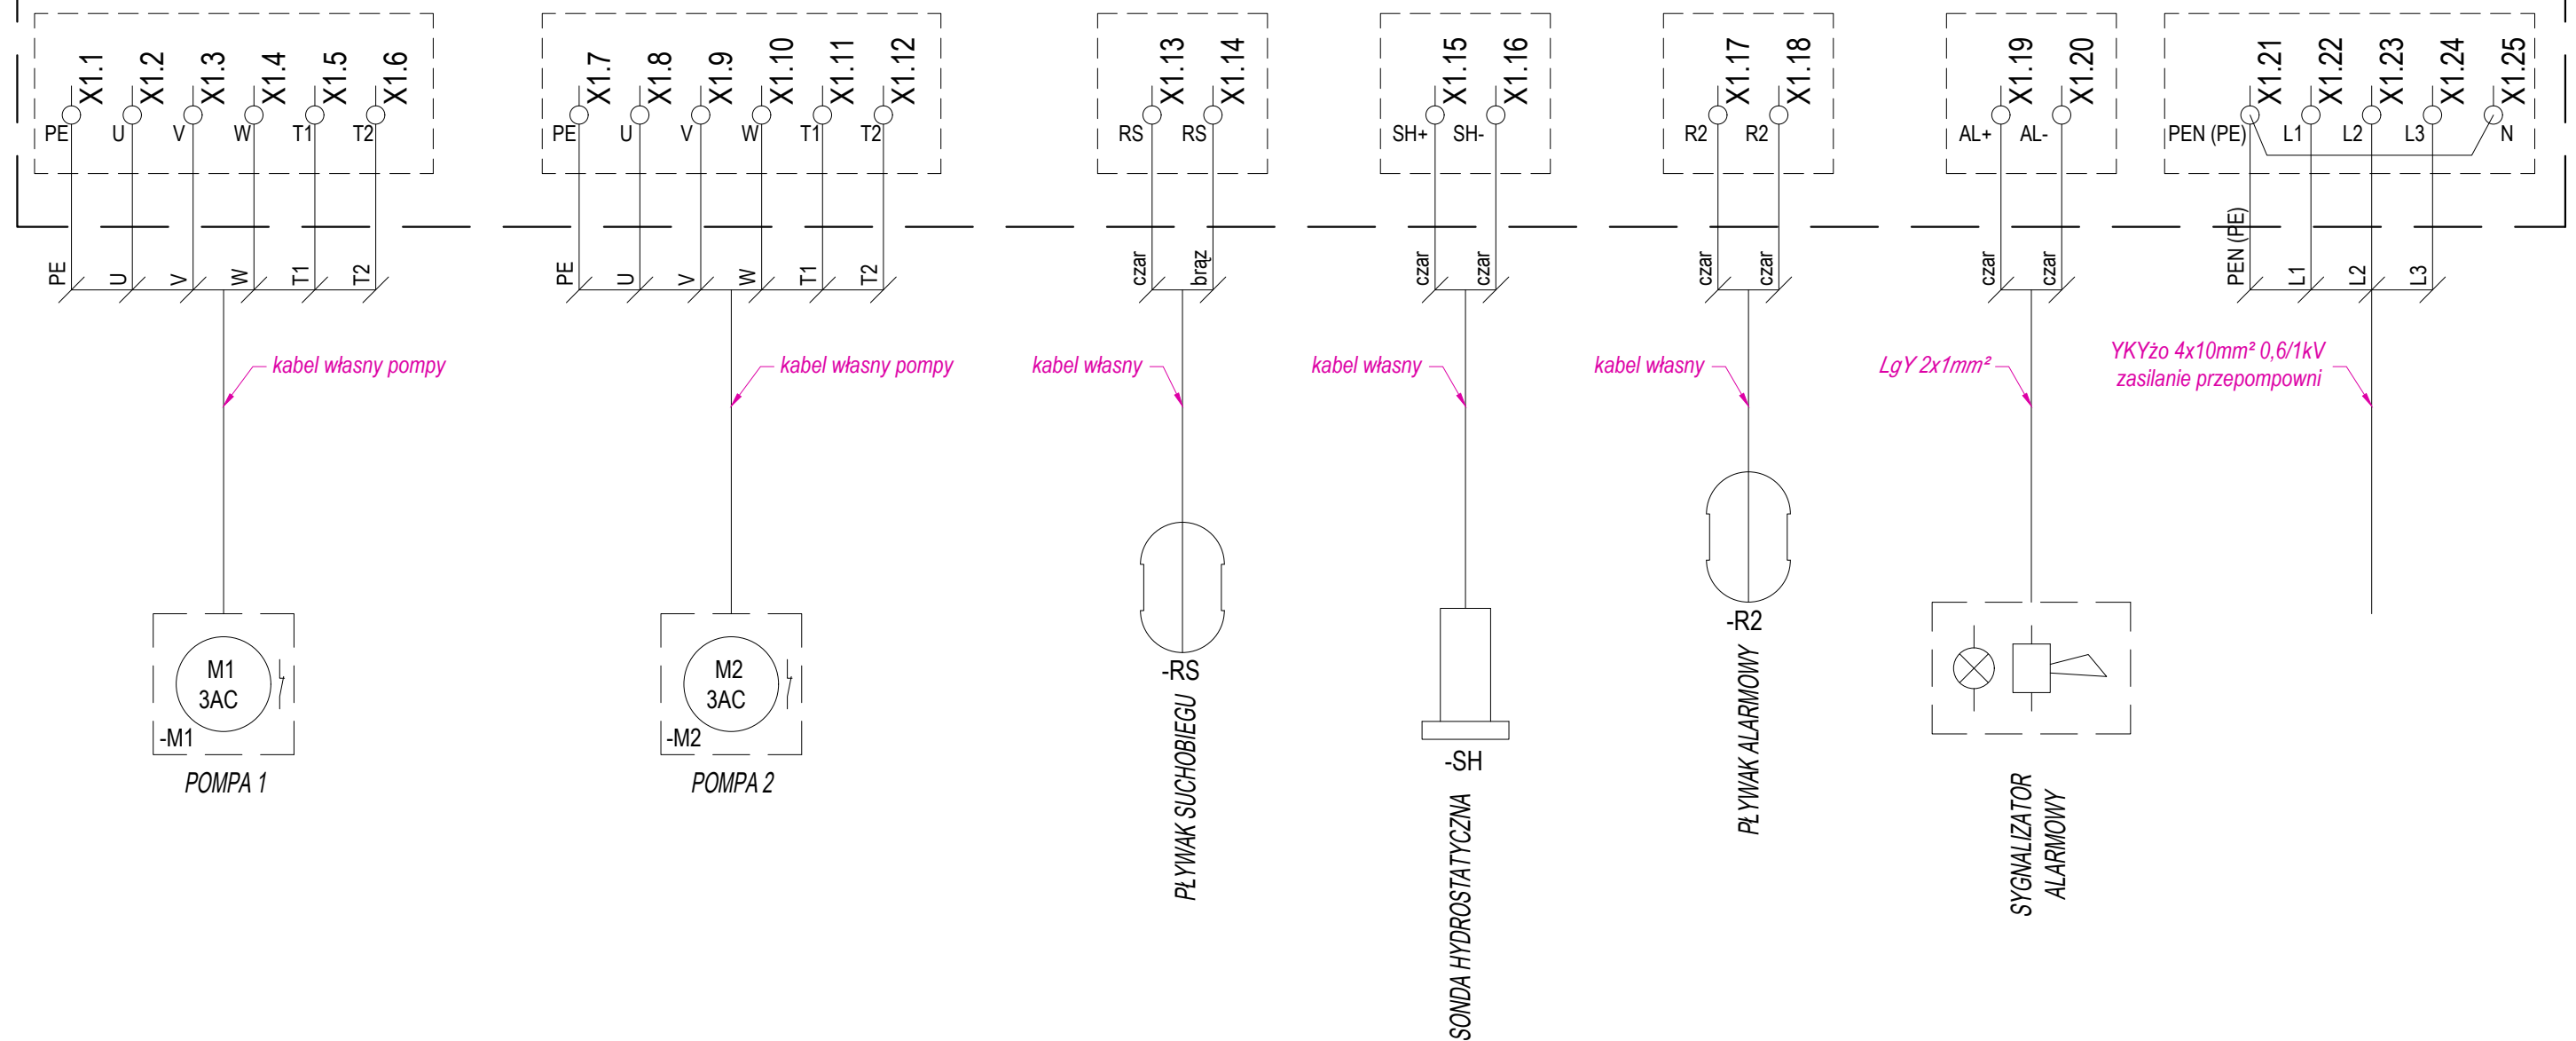 X1.1 X1.2 X1.3 X1.4 X1.5 X1.6
PE U V W T1 T2
PE U V W T1 T2
kabel własny pompy
M1
3AC
-M1
POMPA 1
X1.7 X1.8 X1.9 X1.10 X1.11 X1.12
PE U V W T1 T2
PE U V W T1 T2
kabel własny pompy
M2
3AC
-M2
POMPA 2
X1.13 X1.14
RS RS
czar brąz
kabel własny
-RS
PŁYWAK SUCHOBIEGU
X1.15 X1.16
SH+ SH-
czar czar
kabel własny
-SH
SONDA HYDROSTATYCZNA
X1.17 X1.18
R2 R2
czar czar
kabel własny
-R2
PŁYWAK ALARMOWY
X1.19 X1.20
AL+ AL-
czar czar
LgY 2x1mm²
SYGNALIZATOR
ALARMOWY
X1.21 X1.22 X1.23 X1.24 X1.25
PEN (PE) L1 L2 L3 N
PEN (PE) L1 L2 L3
YKYżo 4x10mm² 0,6/1kV
zasilanie przepompowni